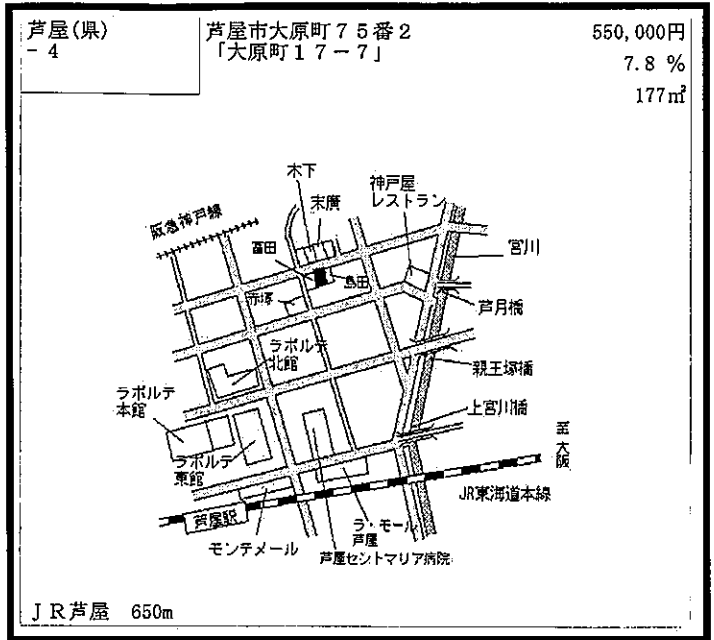 芦屋(県)
-4
芦屋市大原町75番2
「大原町17-7」
550,000円
7.8 %
177㎡
木下
末廣
神戸屋
レストラン
阪急神戸線
冨田
島田
宮川
赤塚
芦月橋
ラポルテ
北館
親王塚橋
ラポルテ
本館
上宮川橋
ラポルテ
東館
至大阪
JR東海道本線
芦屋駅
ラ・モール
芦屋
モンテメール
芦屋セントマリア病院
JR芦屋 650m